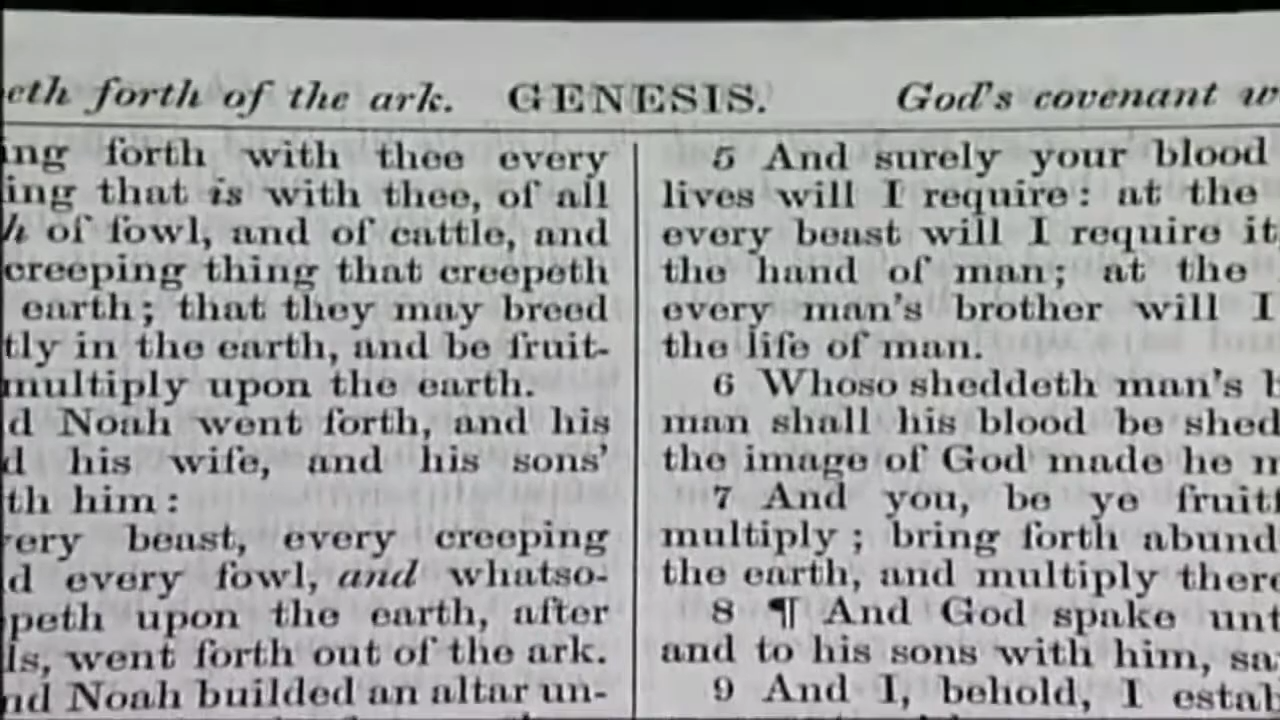 eth forth of the ark. GENESIS. God's covenant w
ing forth with thee every
ing that is with thee, of all
h of fowl, and of cattle, and
creeping thing that creepeth
earth; that they may breed
tly in the earth, and be fruit-
multiply upon the earth.
d Noah went forth, and his
d his wife, and his sons'
th him:
very beast, every creeping
d every fowl, and whatso-
peth upon the earth, after
ls, went forth out of the ark.
nd Noah builded an altar un-
5 And surely your blood
lives will I require: at the
every beast will I require it
the hand of man; at the
every man's brother will I
the life of man.
6 Whoso sheddeth man's b
man shall his blood be shed
the image of God made he m
7 And you, be ye fruitf
multiply; bring forth abund
the earth, and multiply there
8 ¶ And God spake unt
and to his sons with him, sa
9 And I, behold, I estab